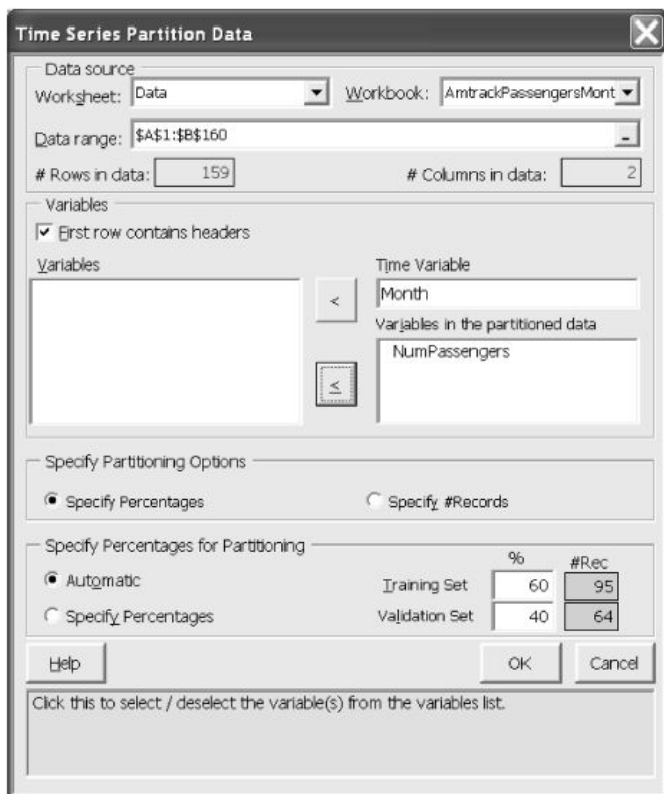 Time Series Partition Data
Data source
Worksheet: Data Workbook: AmtrackPassengersMont
Data range: $A$1:$B$160
# Rows in data: 159 # Columns in data: 2
Variables
First row contains headers
Variables
Time Variable
<
Month
Variables in the partitioned data
NumPassengers
<
Specify Partitioning Options
Specify Percentages Specify #Records
Specify Percentages for Partitioning
% #Rec
Automatic Training Set 60 95
Specify Percentages Validation Set 40 64
Help OK Cancel
Click this to select / deselect the variable(s) from the variables list.